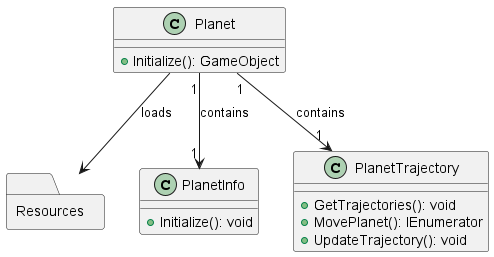 C Planet
Initialize(): GameObject
1 1
loads contains contains
1 1
Resources
C PlanetInfo
Initialize(): void
C PlanetTrajectory
GetTrajectories(): void
MovePlanet(): IEnumerator
UpdateTrajectory(): void